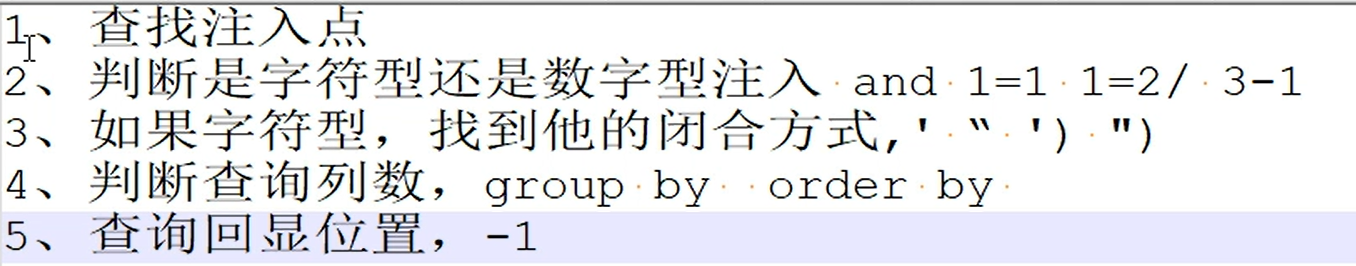 1、查找注入点
2、判断是字符型还是数字型注入 and 1=1 1=2/ 3-1
3、如果字符型，找到他的闭合方式,' “ ') ")
4、判断查询列数，group by  order by
5、查询回显位置，-1